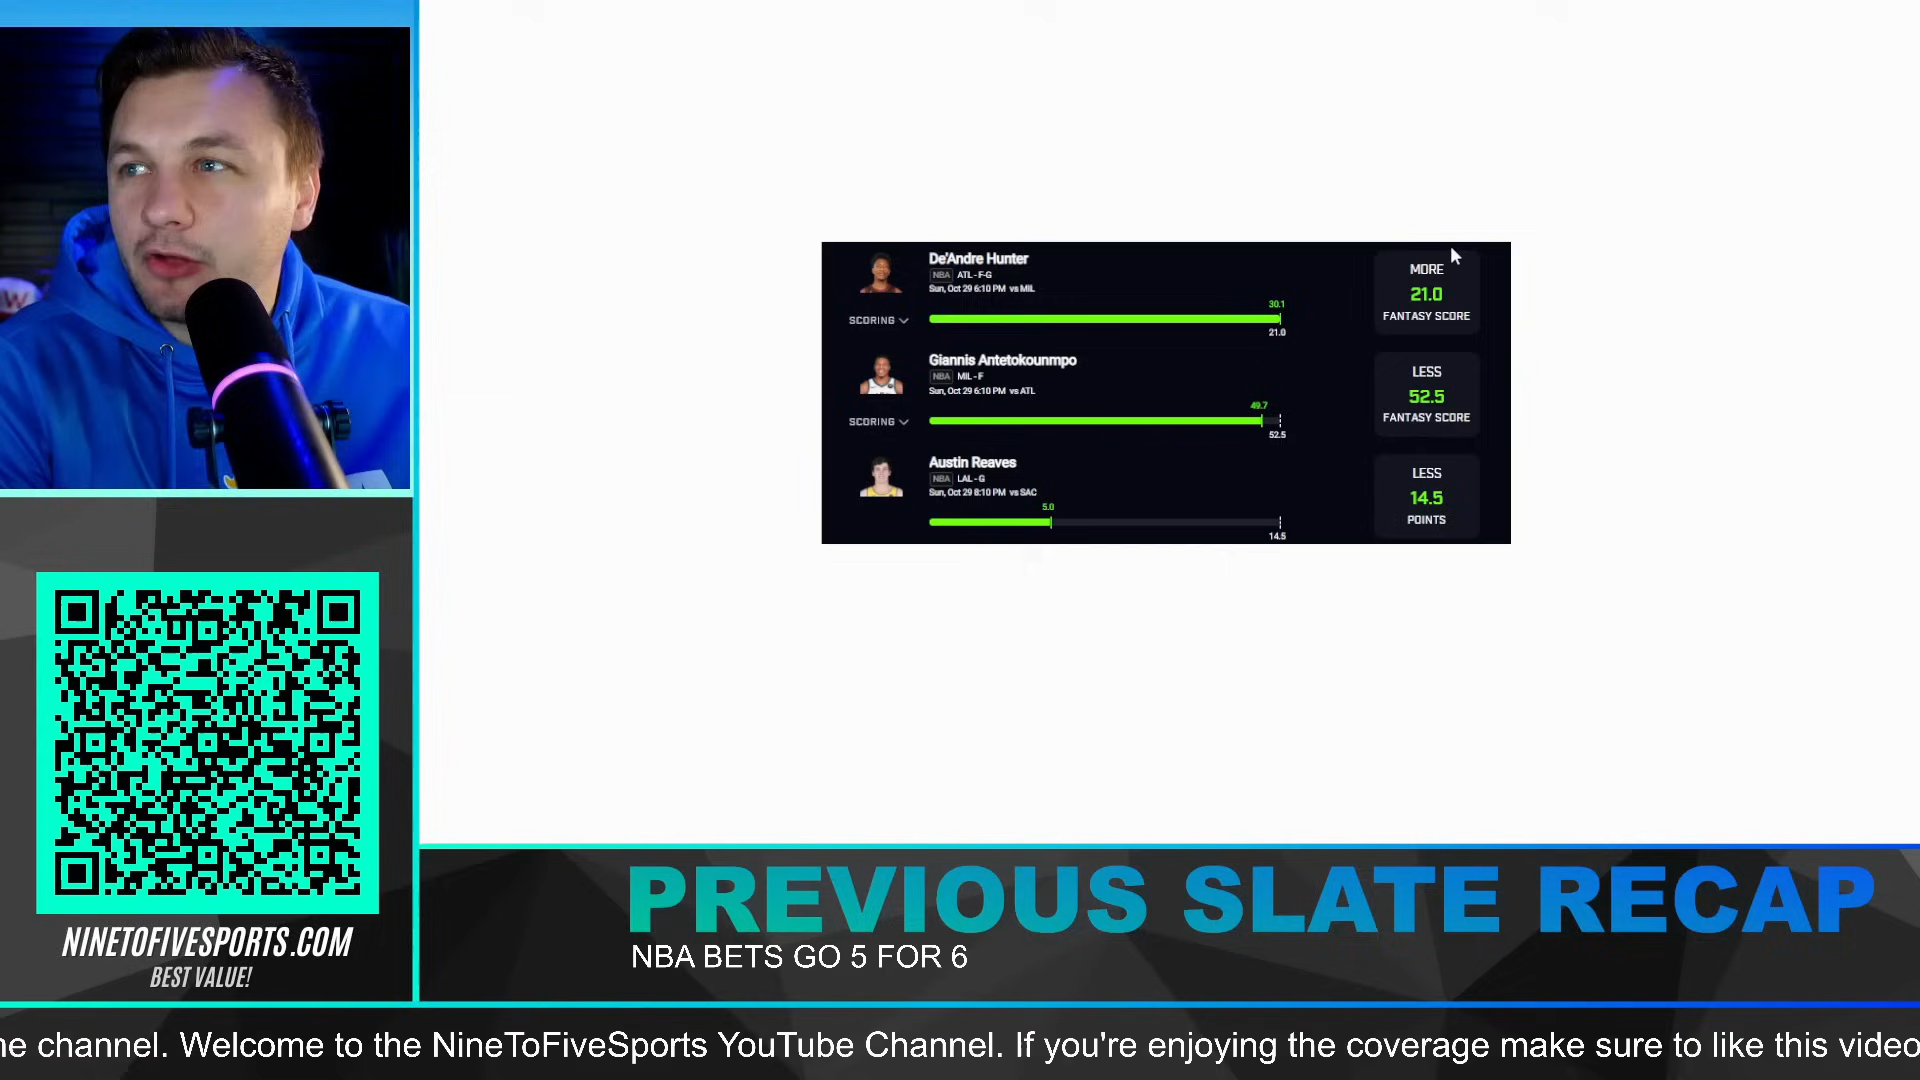 De'Andre Hunter
NBA ATL - F-G
Sun, Oct 29 6:10 PM vs MIL
SCORING
30.1
21.0
MORE
21.0
FANTASY SCORE
Giannis Antetokounmpo
NBA MIL - F
Sun, Oct 29 6:10 PM vs ATL
SCORING
49.7
52.5
LESS
52.5
FANTASY SCORE
Austin Reaves
NBA LAL - G
Sun, Oct 29 8:10 PM vs SAC
5.0
14.5
LESS
14.5
POINTS
W
NINETOFIVESPORTS.COM
BEST VALUE!
PREVIOUS SLATE RECAP
NBA BETS GO 5 FOR 6
he channel. Welcome to the NineToFiveSports YouTube Channel. If you're enjoying the coverage make sure to like this video